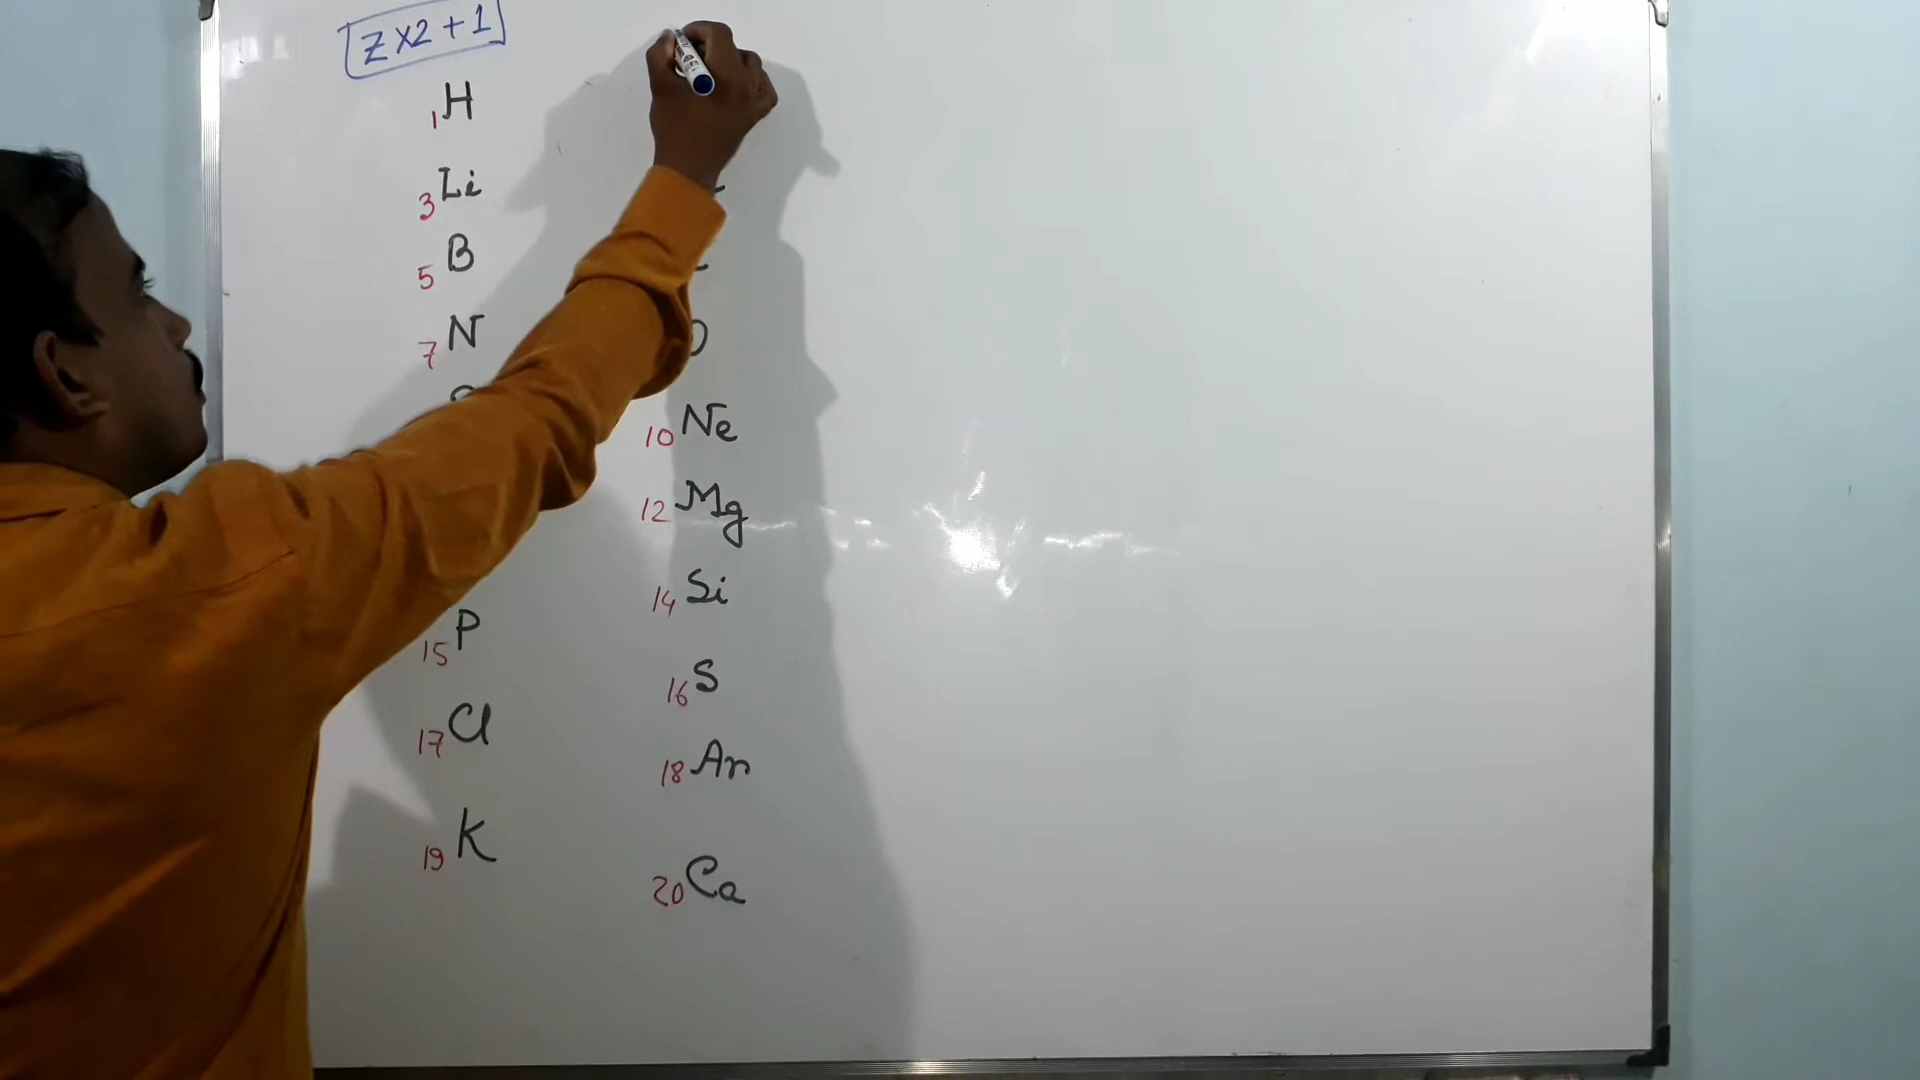 Z×2+1
1H
3Li
5B
7N
10Ne
12Mg
14Si
15P
16S
17Cl
18Ar
19K
20Ca